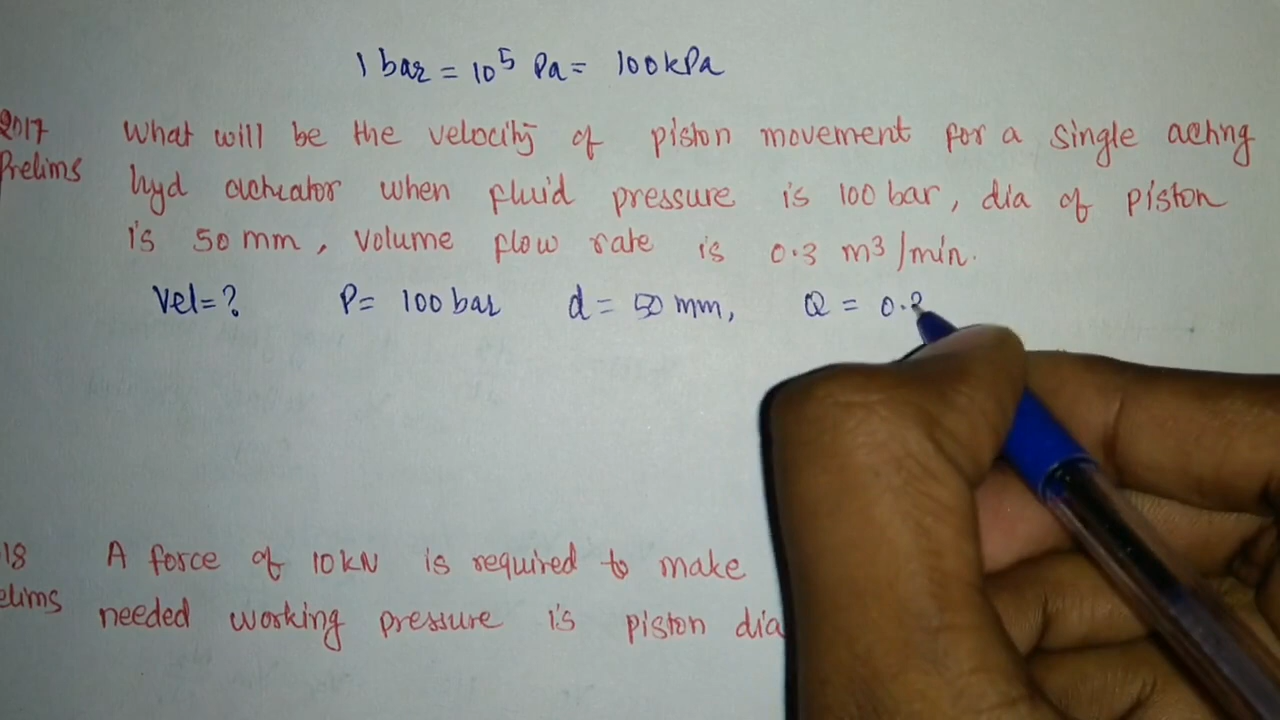 1 bar = 10⁵ Pa = 100kPa
2017 What will be the velocity of piston movement for a single acting
Prelims hyd actuator when fluid pressure is 100 bar, dia of piston
is 50 mm, volume flow rate is 0.3 m³/min.
Vel=? P= 100 bar d = 50 mm, Q = 0.
18 A force of 10 kN is required to make
elims needed working pressure is piston dia